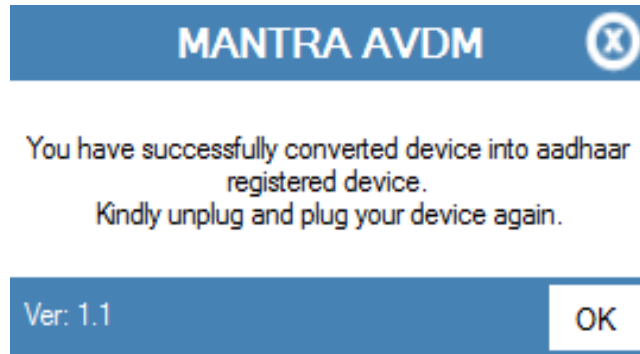 MANTRA AVDM
X
You have successfully converted device into aadhaar
registered device.
Kindly unplug and plug your device again.
Ver: 1.1
OK